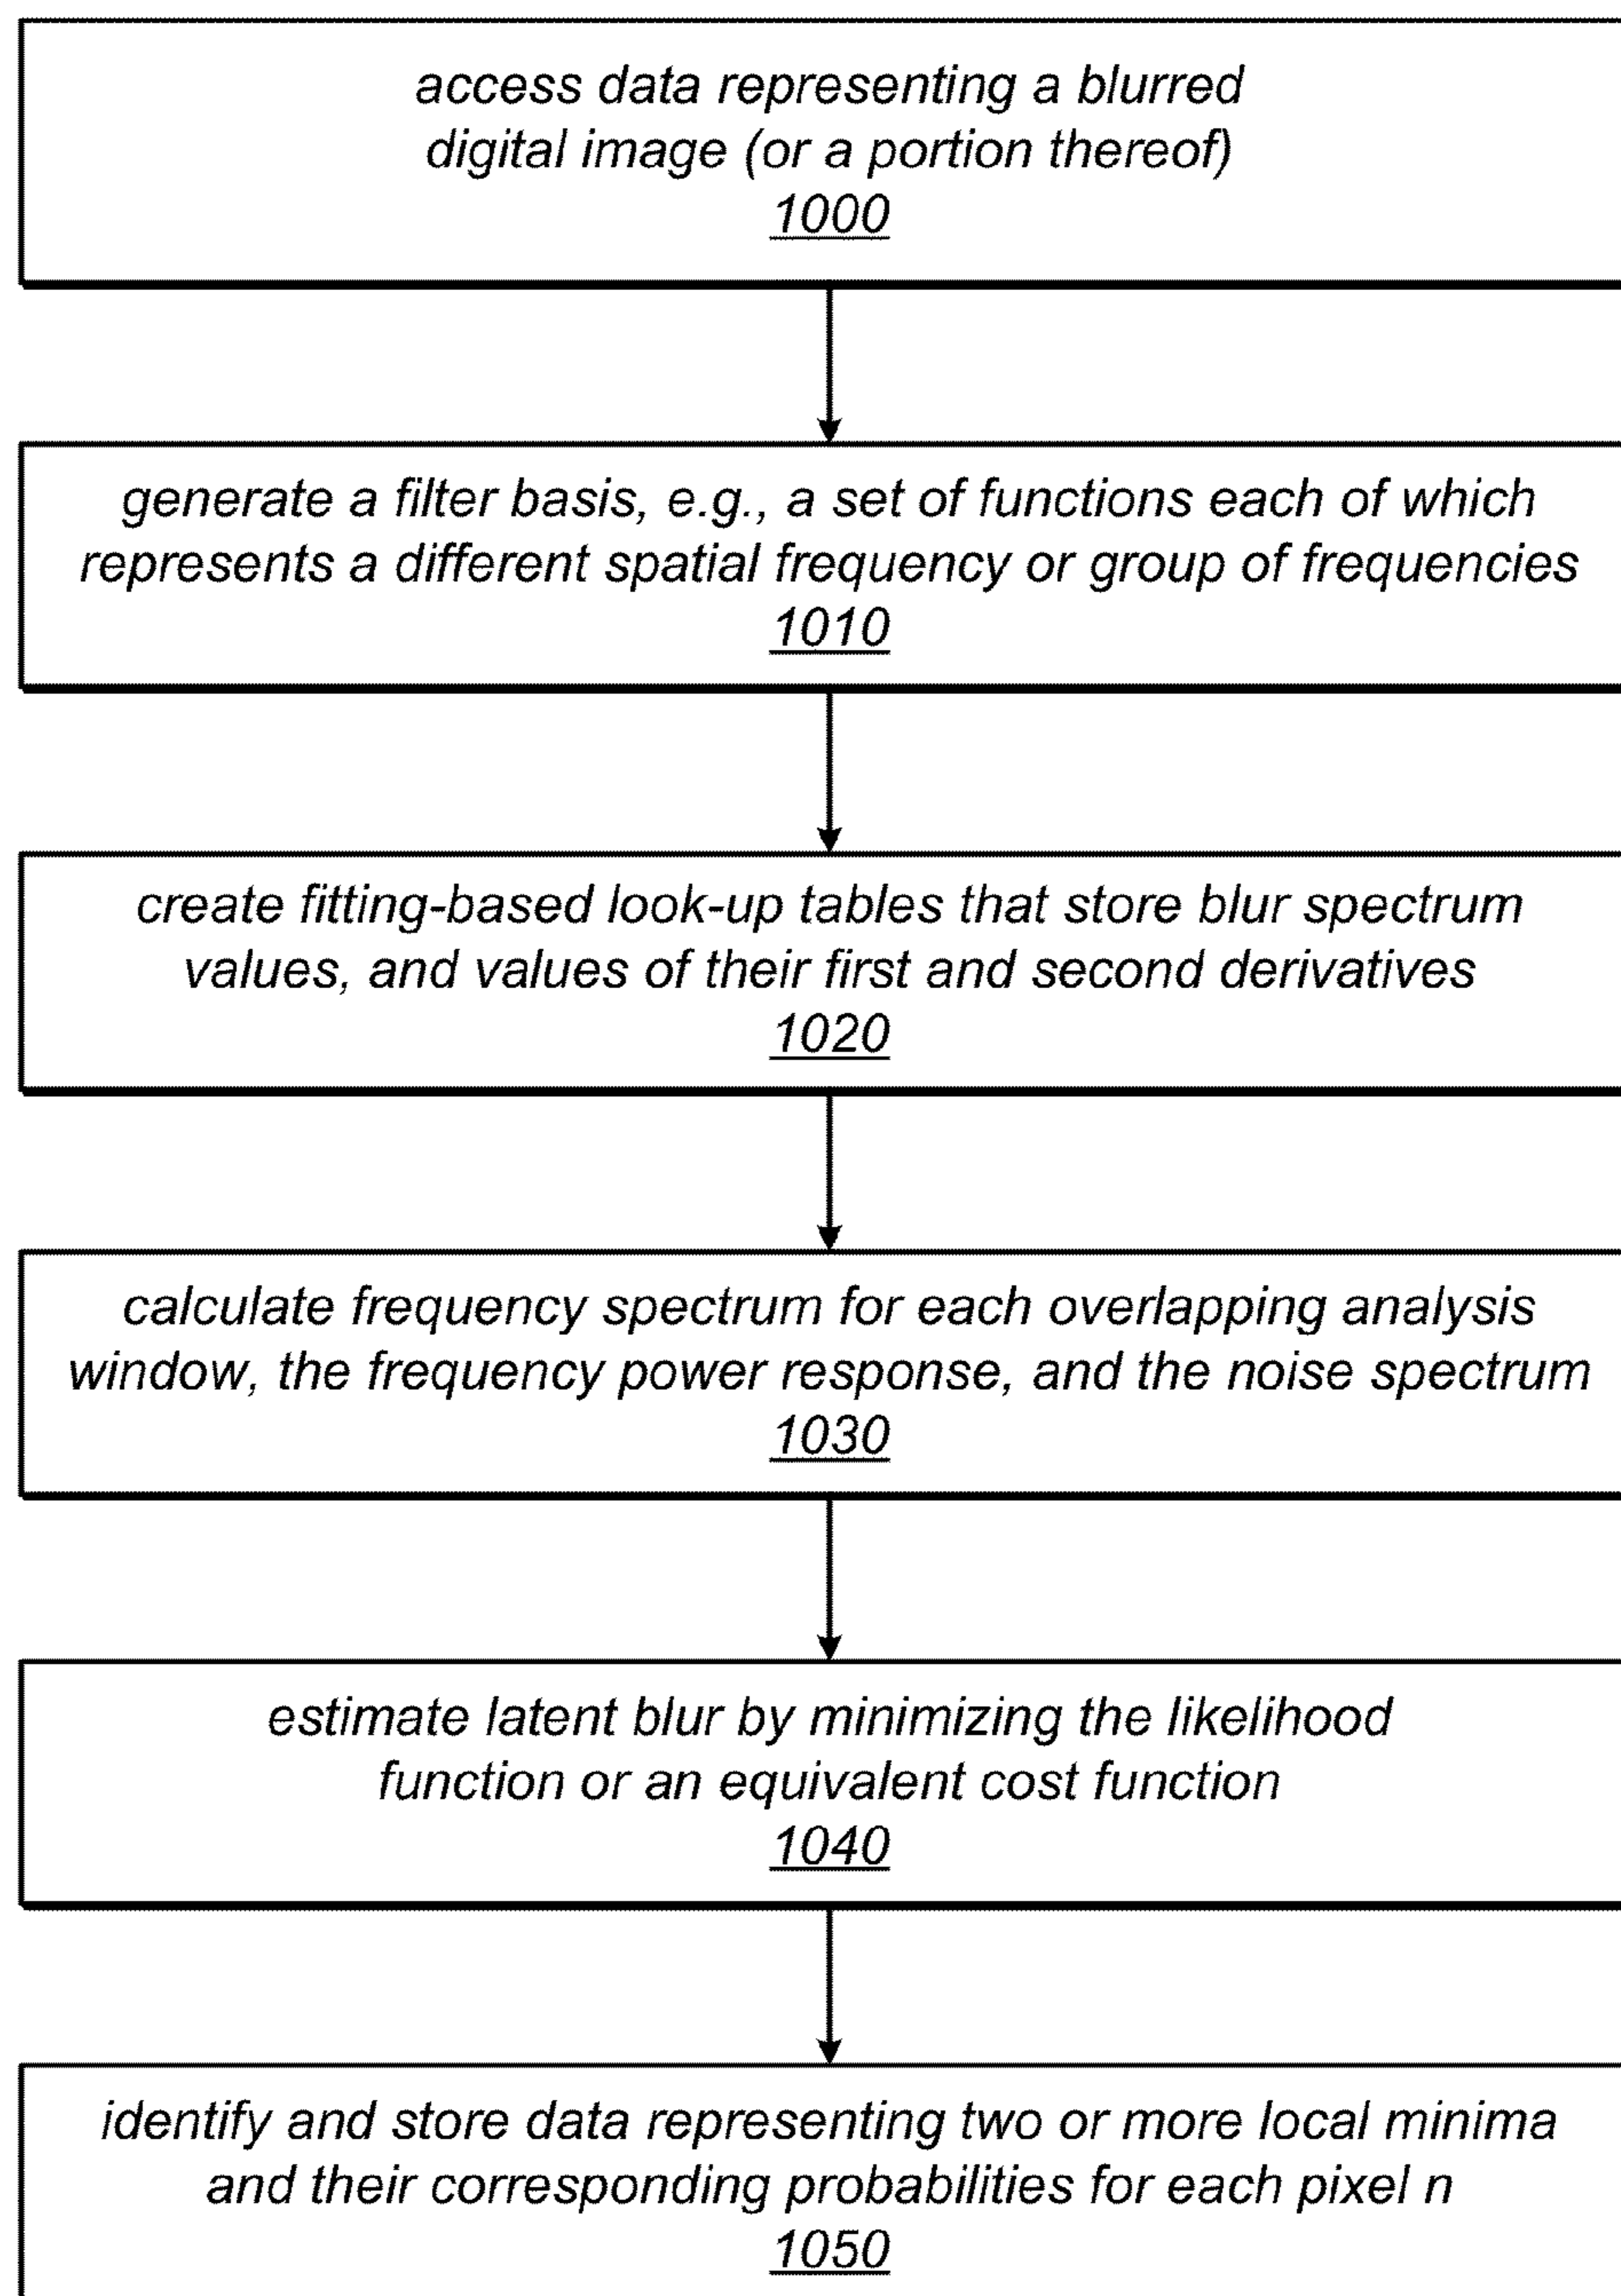 access data representing a blurred
digital image (or a portion thereof)
1000
generate a filter basis, e.g., a set of functions each of which
represents a different spatial frequency or group of frequencies
1010
create fitting-based look-up tables that store blur spectrum
values, and values of their first and second derivatives
1020
calculate frequency spectrum for each overlapping analysis
window, the frequency power response, and the noise spectrum
1030
estimate latent blur by minimizing the likelihood
function or an equivalent cost function
1040
identify and store data representing two or more local minima
and their corresponding probabilities for each pixel n
1050